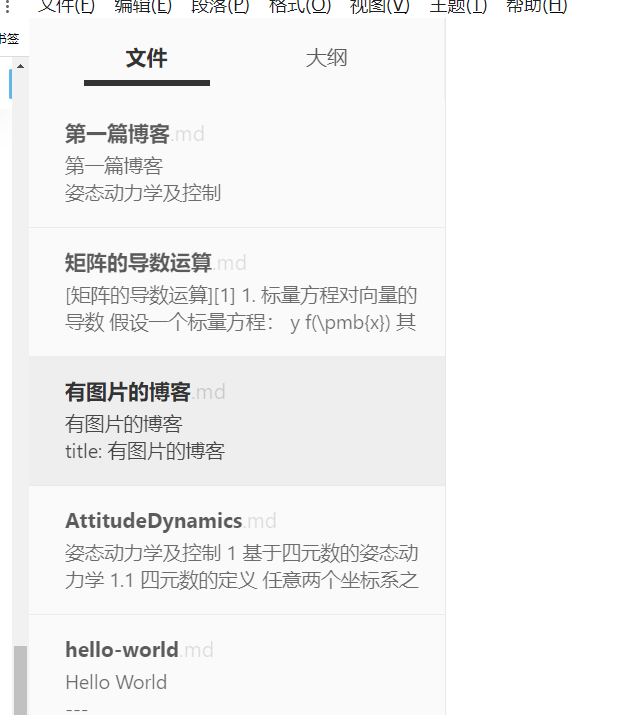 文件(F) 编辑(E) 段落(P) 格式(O) 视图(V) 主题(T) 帮助(H)
书签
文件 大纲
第一篇博客.md
第一篇博客
姿态动力学及控制
矩阵的导数运算.md
[矩阵的导数运算][1] 1. 标量方程对向量的
导数 假设一个标量方程： y f(\pmb{x}) 其
有图片的博客.md
有图片的博客
title: 有图片的博客
AttitudeDynamics.md
姿态动力学及控制 1 基于四元数的姿态动
力学 1.1 四元数的定义 任意两个坐标系之
hello-world.md
Hello World
---